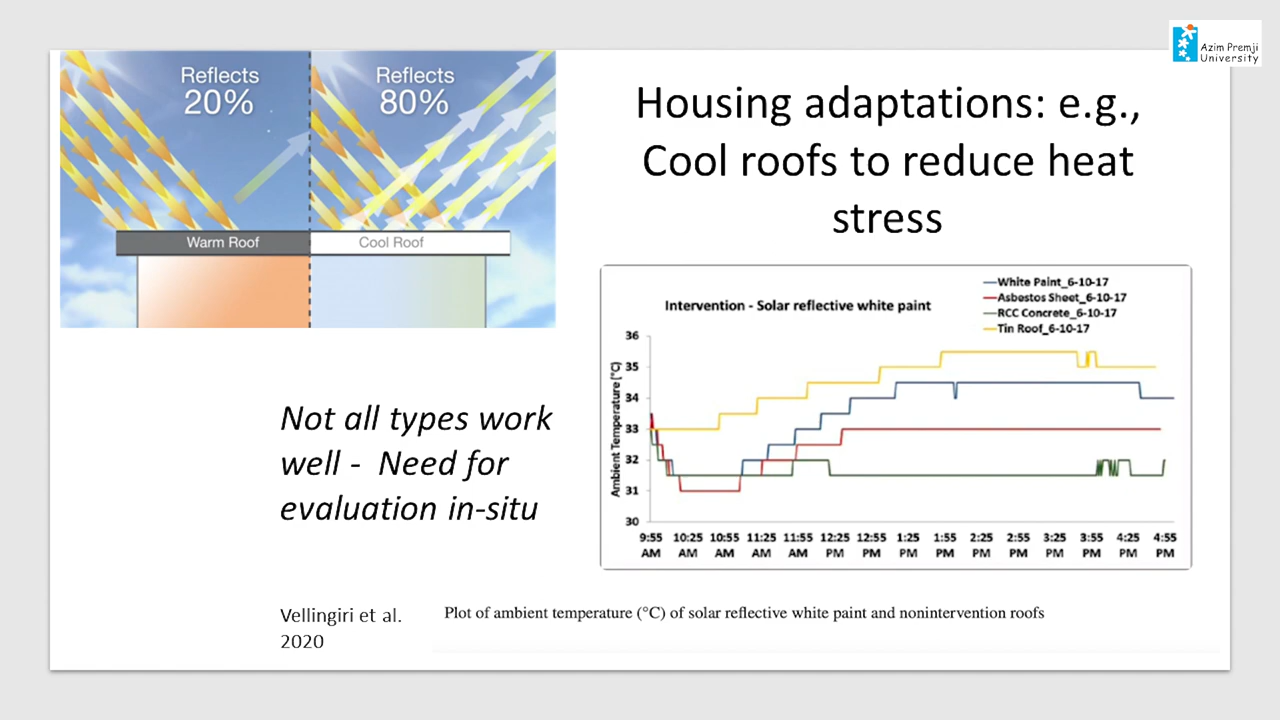 Azim Premji
University
Reflects
20%
Reflects
80%
Warm Roof
Cool Roof
Housing adaptations: e.g.,
Cool roofs to reduce heat
stress
Not all types work
well - Need for
evaluation in-situ
Intervention - Solar reflective white paint
White Paint_6-10-17
Asbestos Sheet_6-10-17
RCC Concrete_6-10-17
Tin Roof_6-10-17
Ambient Temperature (°C)
36
35
34
33
32
31
30
9:55 10:25 10:55 11:25 11:55 12:25 12:55 1:25 1:55 2:25 2:55 3:25 3:55 4:25 4:55
AM AM AM AM AM PM PM PM PM PM PM PM PM PM PM
Vellingiri et al.
2020
Plot of ambient temperature (°C) of solar reflective white paint and nonintervention roofs